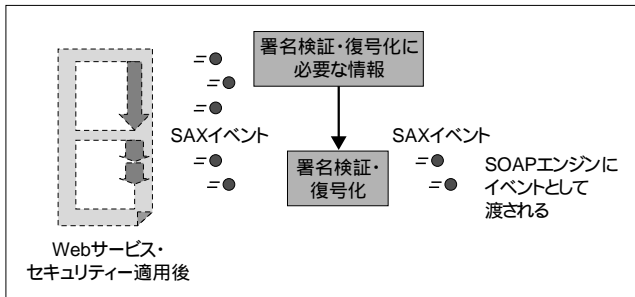 署名検証・復号化に
必要な情報
SAXイベント
SAXイベント
署名検証・
復号化
SOAPエンジンに
イベントとして
渡される
Webサービス・
セキュリティー適用後